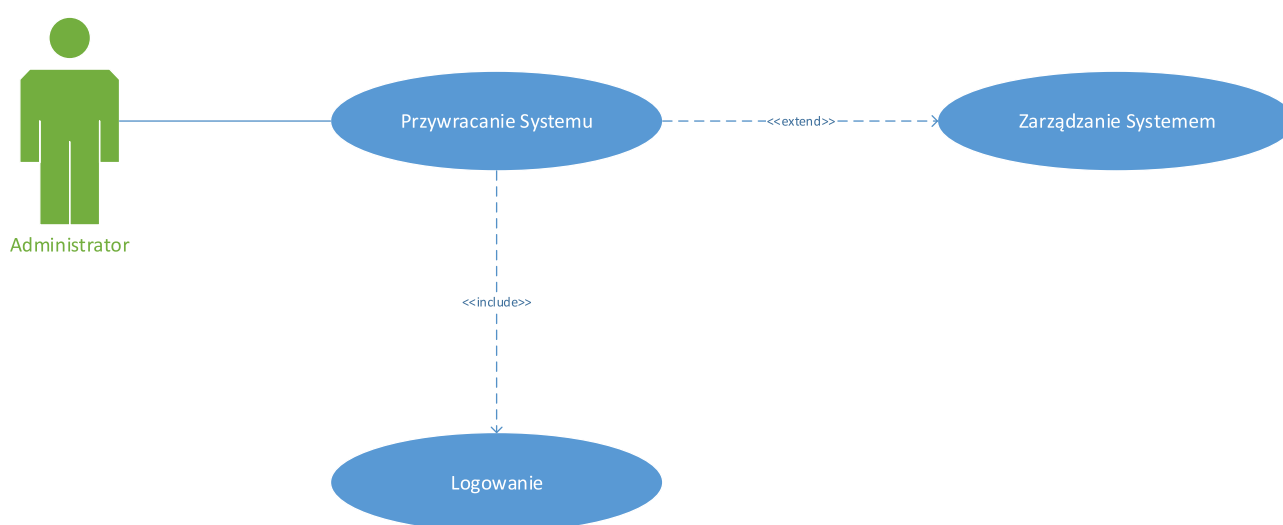 Przywracanie Systemu
<<extend>>
Zarządzanie Systemem
Administrator
<<include>>
Logowanie